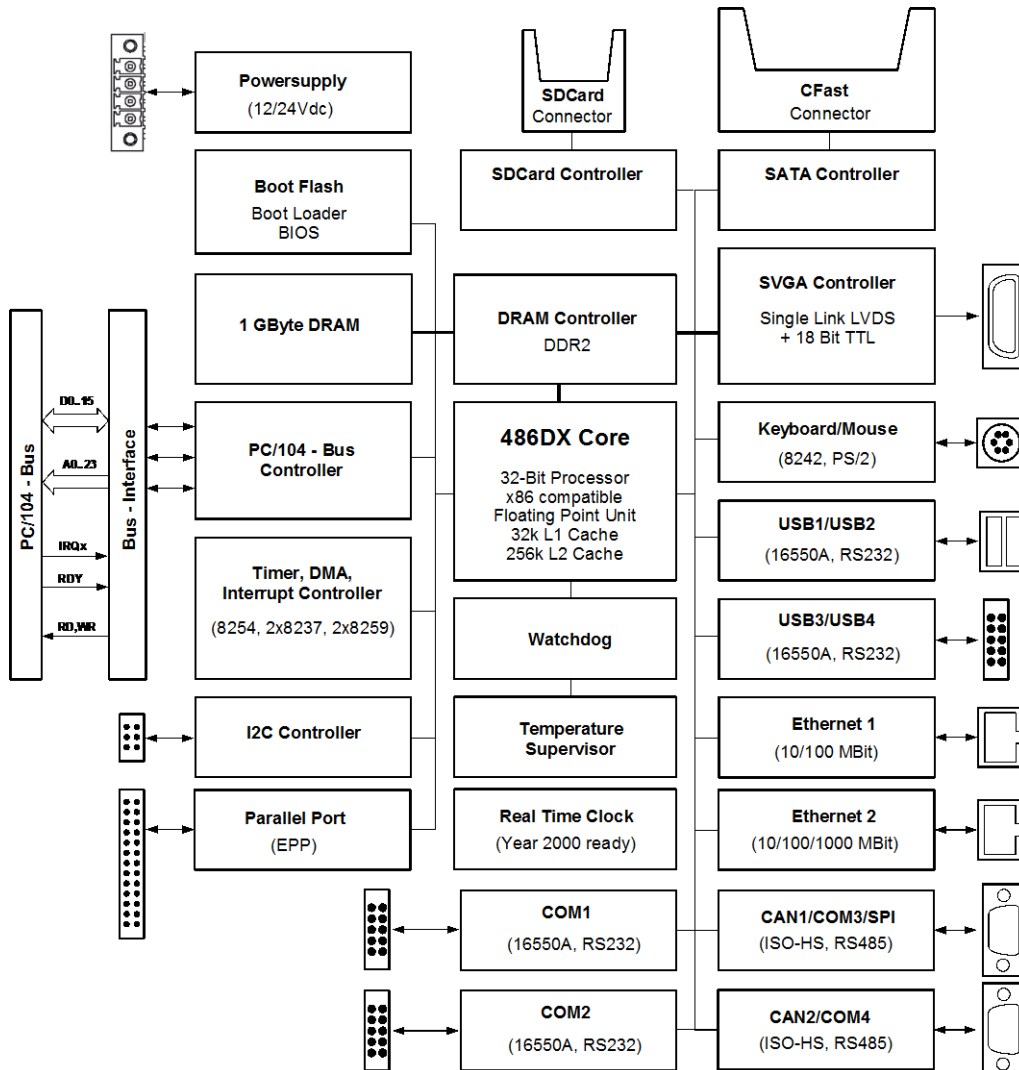 Powersupply
(12/24Vdc)
SDCard
Connector
CFast
Connector
Boot Flash
Boot Loader
BIOS
SDCard Controller
SATA Controller
1 GByte DRAM
DRAM Controller
DDR2
SVGA Controller
Single Link LVDS
+ 18 Bit TTL
PC/104 - Bus
D0..15
A0..23
IRQx
RDY
RD,WR
Bus - Interface
PC/104 - Bus
Controller
486DX Core
32-Bit Processor
x86 compatible
Floating Point Unit
32k L1 Cache
256k L2 Cache
Keyboard/Mouse
(8242, PS/2)
USB1/USB2
(16550A, RS232)
Timer, DMA,
Interrupt Controller
(8254, 2x8237, 2x8259)
Watchdog
USB3/USB4
(16550A, RS232)
I2C Controller
Temperature
Supervisor
Ethernet 1
(10/100 MBit)
Parallel Port
(EPP)
Real Time Clock
(Year 2000 ready)
Ethernet 2
(10/100/1000 MBit)
COM1
(16550A, RS232)
CAN1/COM3/SPI
(ISO-HS, RS485)
COM2
(16550A, RS232)
CAN2/COM4
(ISO-HS, RS485)